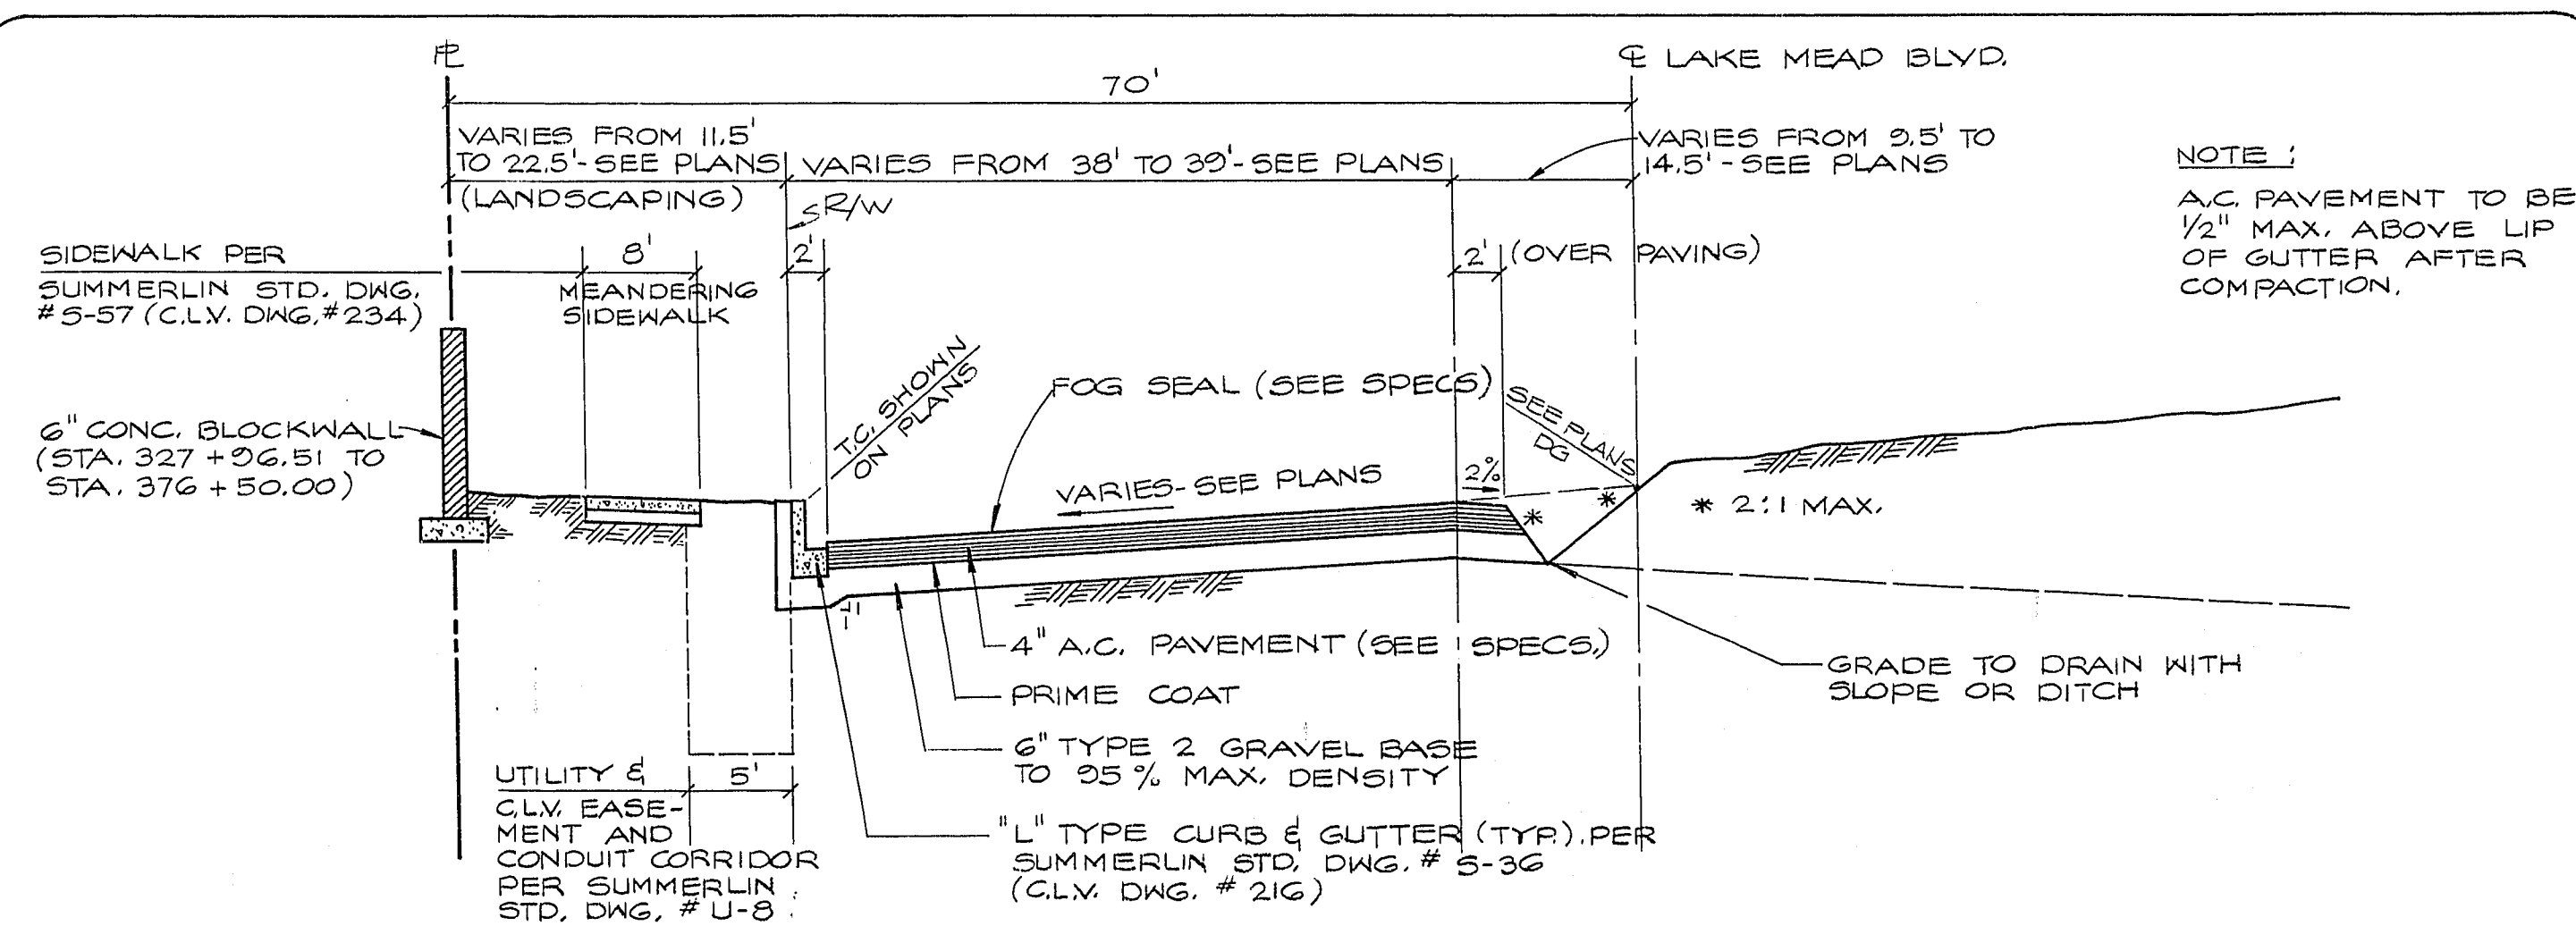 PL
CL LAKE MEAD BLVD.
70'
VARIES FROM 11.5'
TO 22.5'-SEE PLANS
(LANDSCAPING)
VARIES FROM 38' TO 39'-SEE PLANS
VARIES FROM 9.5' TO
14.5'-SEE PLANS
NOTE:
A.C. PAVEMENT TO BE
1/2" MAX. ABOVE LIP
OF GUTTER AFTER
COMPACTION.
R/W
SIDEWALK PER
SUMMERLIN STD. DWG.
#S-57 (C.L.V. DWG.#234)
8'
MEANDERING
SIDEWALK
2'
2' (OVER PAVING)
T.C. SHOWN
ON PLANS
FOG SEAL (SEE SPECS)
SEE PLANS
DG
6" CONC. BLOCKWALL
(STA. 327+96.51 TO
STA. 376+50.00)
VARIES-SEE PLANS
2%
*
*
* 2:1 MAX.
4" A.C. PAVEMENT (SEE SPECS.)
PRIME COAT
6" TYPE 2 GRAVEL BASE
TO 95% MAX. DENSITY
"L" TYPE CURB & GUTTER (TYP.) PER
SUMMERLIN STD. DWG. # S-36
(C.L.V. DWG. # 216)
GRADE TO DRAIN WITH
SLOPE OR DITCH
UTILITY &
5'
C.L.V. EASE-
MENT AND
CONDUIT CORRIDOR
PER SUMMERLIN
STD. DWG. # U-8